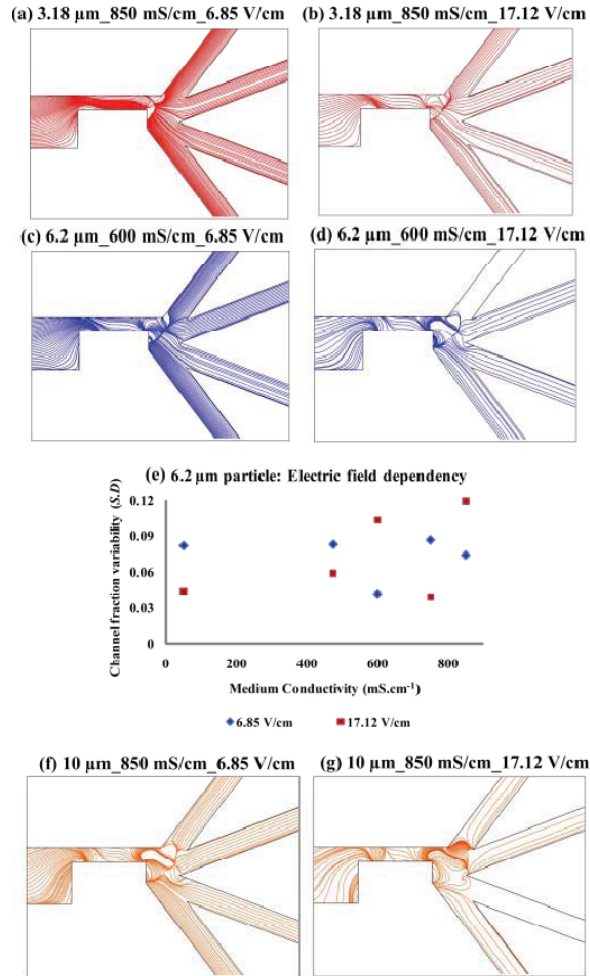 (a) 3.18 µm_850 mS/cm_6.85 V/cm
(b) 3.18 µm_850 mS/cm_17.12 V/cm
(c) 6.2 µm_600 mS/cm_6.85 V/cm
(d) 6.2 µm_600 mS/cm_17.12 V/cm
(e) 6.2 µm particle: Electric field dependency
Channel fraction variability (S.D)
0.12
0.09
0.06
0.03
0
0 200 400 600 800
Medium Conductivity (mS.cm⁻¹)
6.85 V/cm 17.12 V/cm
(f) 10 µm_850 mS/cm_6.85 V/cm
(g) 10 µm_850 mS/cm_17.12 V/cm